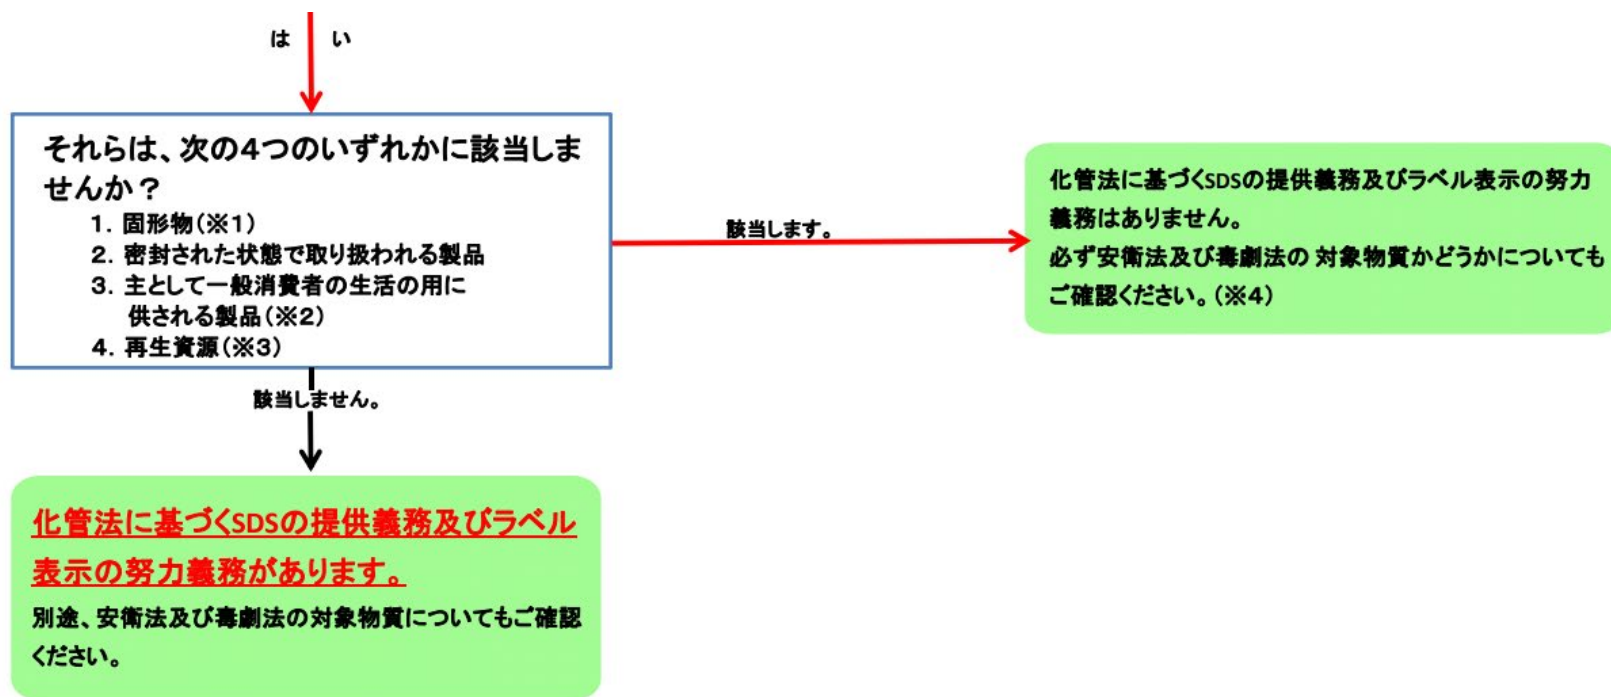 は い
それらは、次の4つのいずれかに該当しま
せんか？
1. 固形物(※1)
2. 密封された状態で取り扱われる製品
3. 主として一般消費者の生活の用に
供される製品(※2)
4. 再生資源(※3)
該当します。
化管法に基づくSDSの提供義務及びラベル表示の努力
義務はありません。
必ず安衛法及び毒劇法の 対象物質かどうかについても
ご確認ください。(※4)
該当しません。
化管法に基づくSDSの提供義務及びラベル
表示の努力義務があります。
別途、安衛法及び毒劇法の対象物質についてもご確認
ください。